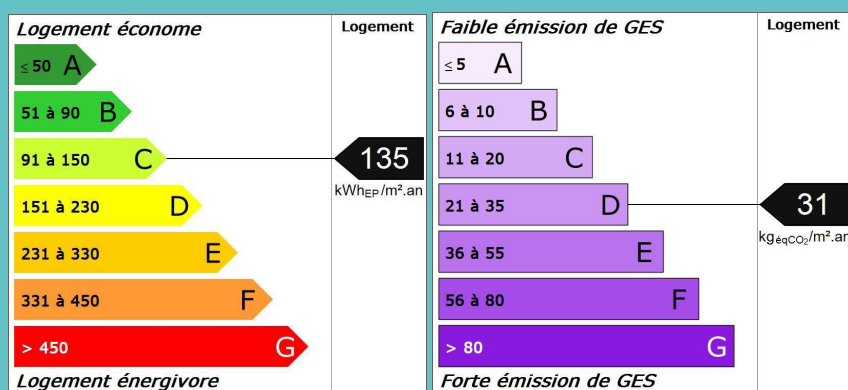 Logement économe
Logement
≤ 50 A
51 à 90 B
91 à 150 C
135
kWhEP/m².an
151 à 230 D
231 à 330 E
331 à 450 F
> 450 G
Logement énergivore
Faible émission de GES
Logement
≤ 5 A
6 à 10 B
11 à 20 C
21 à 35 D
31
kgéqCO2/m².an
36 à 55 E
56 à 80 F
> 80 G
Forte émission de GES